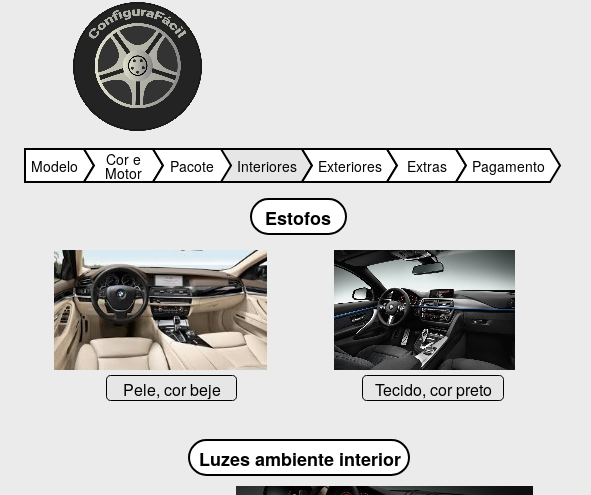 ConfiguraFácil
Modelo
Cor e
Motor
Pacote
Interiores
Exteriores
Extras
Pagamento
Estofos
Pele, cor beje
Tecido, cor preto
Luzes ambiente interior